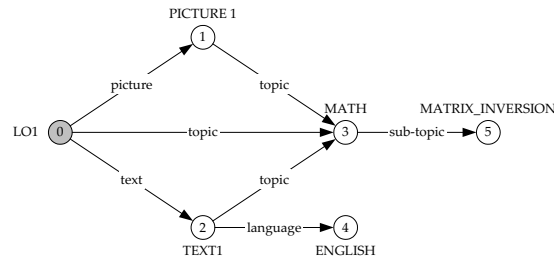 PICTURE 1
1
picture
topic
MATH
MATRIX_INVERSION
LO1
0
topic
3
sub-topic
5
text
topic
2
language
4
TEXT1
ENGLISH